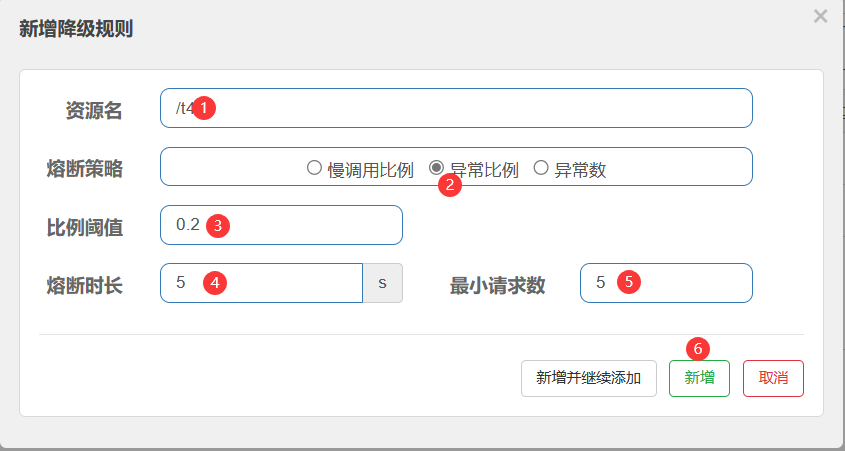 新增降级规则
×
资源名 /t4 1
熔断策略 慢调用比例 异常比例 异常数
2
比例阈值 0.2 3
熔断时长 5 4 s 最小请求数 5 5
6
新增并继续添加 新增 取消